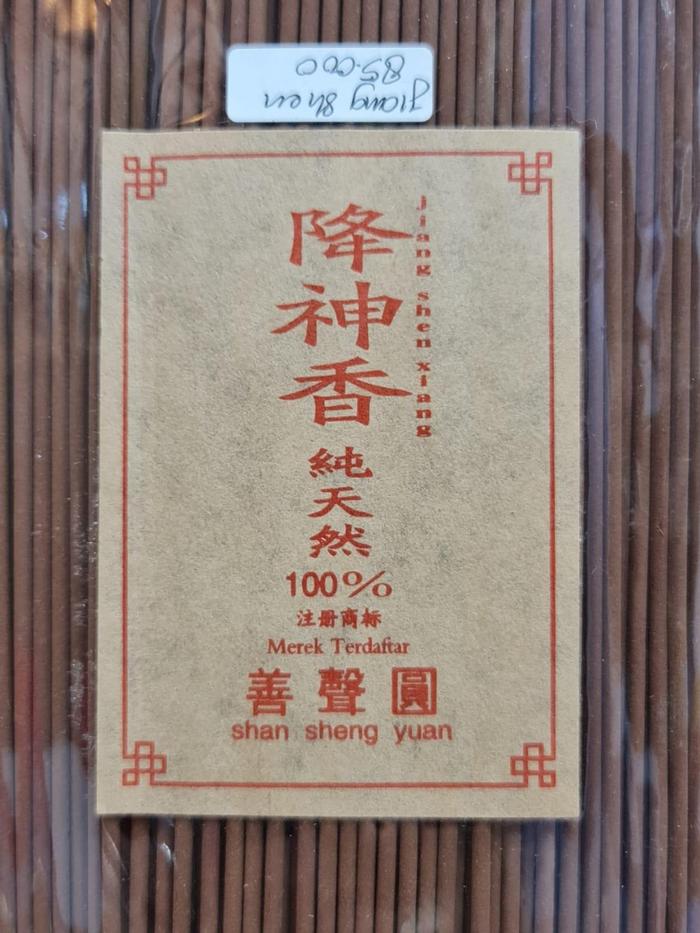 jiang shen
85.000
降神香
jiang shen xiang
純天然
100%
注册商标
Merek Terdaftar
善聲圓
shan sheng yuan